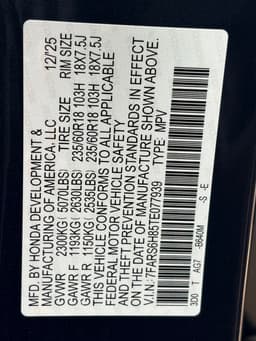 MFD. BY HONDA DEVELOPMENT &
MANUFACTURING OF AMERICA, LLC 12/25
TIRE SIZE RIM SIZE
GVWR 2300KG(5070LBS)
GAWR F 1193KG(2630LBS) 235/60R18 103H 18X7.5J
GAWR R 1150KG(2535LBS) 235/60R18 103H 18X7.5J
THIS VEHICLE CONFORMS TO ALL APPLICABLE
FEDERAL MOTOR VEHICLE SAFETY
AND THEFT PREVENTION STANDARDS IN EFFECT
ON THE DATE OF MANUFACTURE SHOWN ABOVE.
V.I.N.:7FARS6H85TE077939 TYPE: MPV
3D0 T AG7 -B640M -S -E